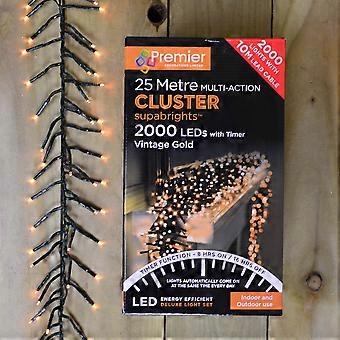 Premier
DECORATIONS LIMITED
2000
LIGHTS WITH
10M LEAD CABLE
25 Metre MULTI-ACTION
CLUSTER
supabrights™
2000 LEDs with Timer
Vintage Gold
TIMER FUNCTION - 8 HRS ON / 16 HRS OFF
LIGHTS AUTOMATICALLY COME ON
AT THE SAME TIME EVERY DAY
LED ENERGY EFFICIENT
DELUXE LIGHT SET
Indoor and
Outdoor use